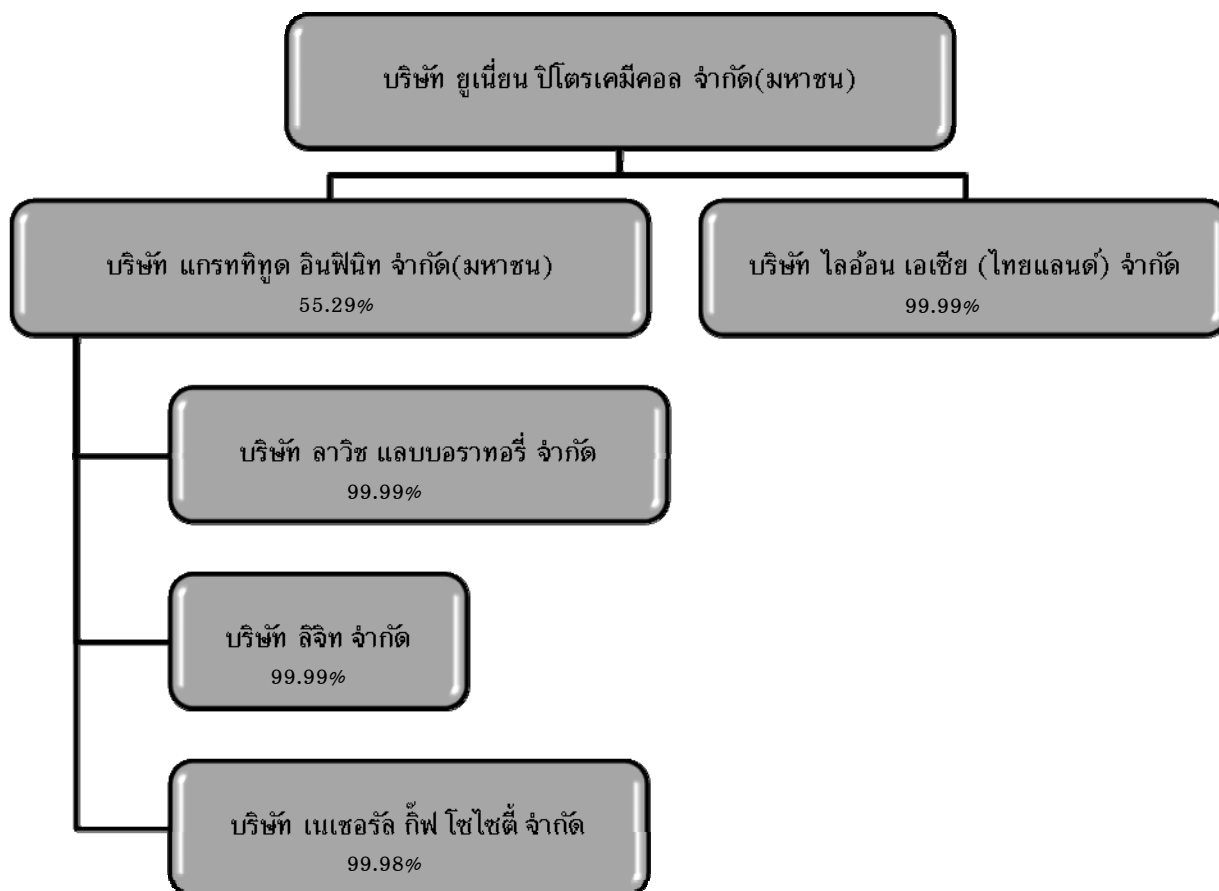 บริษัท ยูเนี่ยน ปิโตรเคมีคอล จำกัด(มหาชน)
บริษัท แกรททิทูด อินฟินิท จำกัด(มหาชน)
55.29%
บริษัท ไลอ้อน เอเซีย (ไทยแลนด์) จำกัด
99.99%
บริษัท ลาวิช แลบบอราทอรี่ จำกัด
99.99%
บริษัท ลิจิท จำกัด
99.99%
บริษัท เนเชอรัล กิ๊ฟ โซไซตี้ จำกัด
99.98%